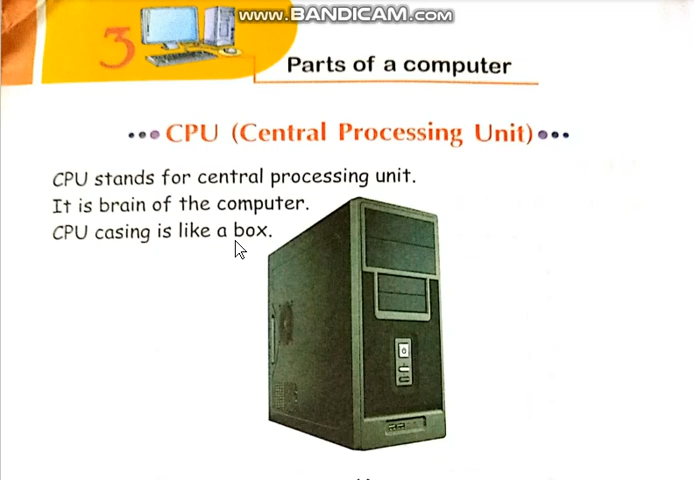 www.BANDICAM.com
3
Parts of a computer
CPU (Central Processing Unit)
CPU stands for central processing unit.
It is brain of the computer.
CPU casing is like a box.